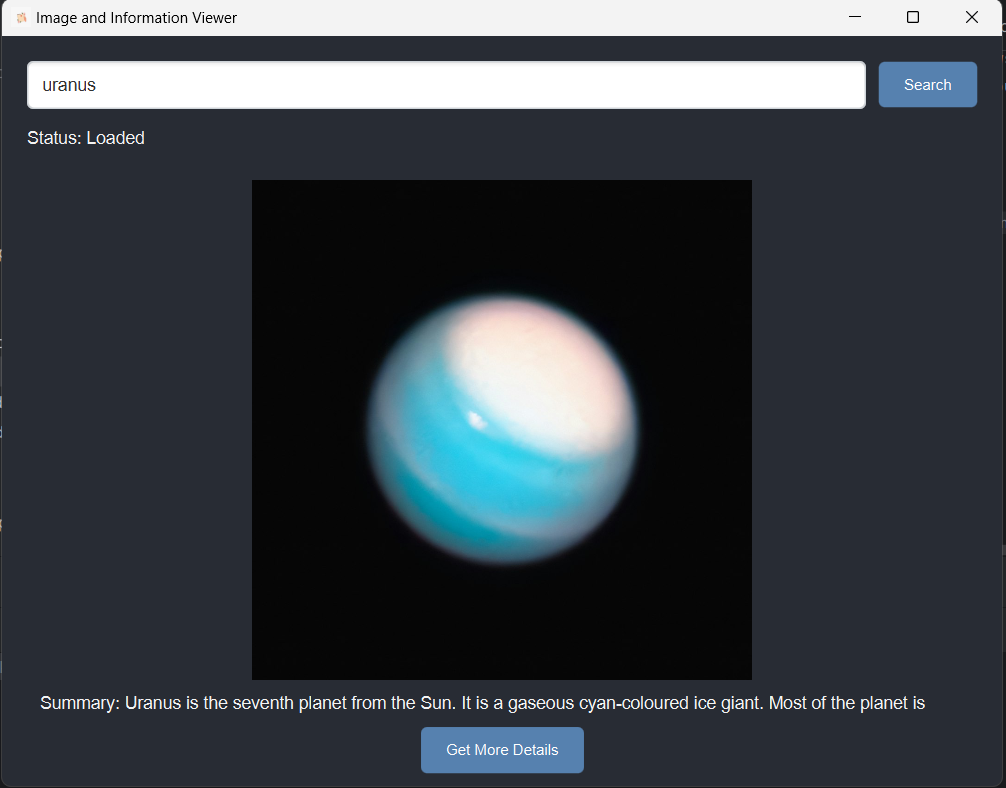 Image and Information Viewer
uranus
Search
Status: Loaded
Summary: Uranus is the seventh planet from the Sun. It is a gaseous cyan-coloured ice giant. Most of the planet is
Get More Details